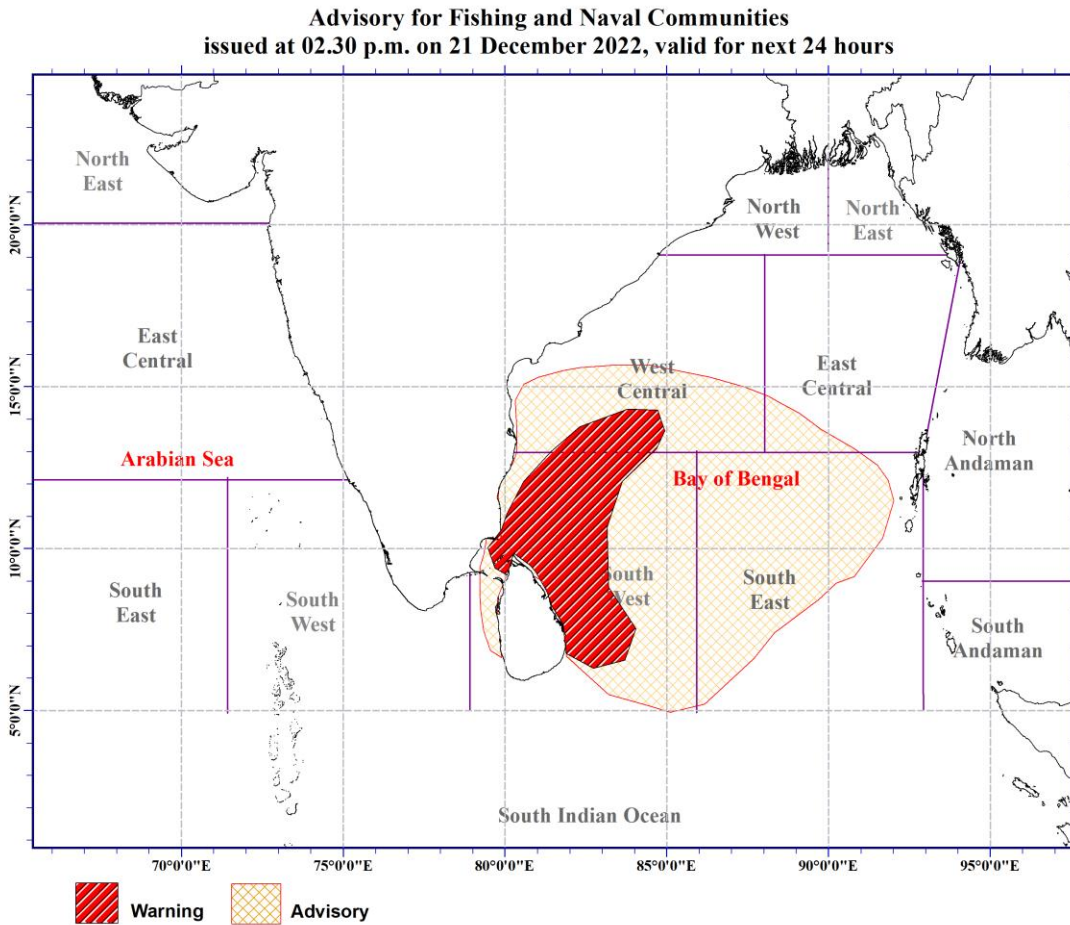 Advisory for Fishing and Naval Communities
issued at 02.30 p.m. on 21 December 2022, valid for next 24 hours
North
East
North
West
North
East
20°0'0"N
East
Central
West
Central
East
Central
15°0'0"N
Arabian Sea
Bay of Bengal
North
Andaman
10°0'0"N
South
East
South
West
South
West
South
East
South
Andaman
5°0'0"N
South Indian Ocean
70°0'0"E
75°0'0"E
80°0'0"E
85°0'0"E
90°0'0"E
95°0'0"E
Warning
Advisory